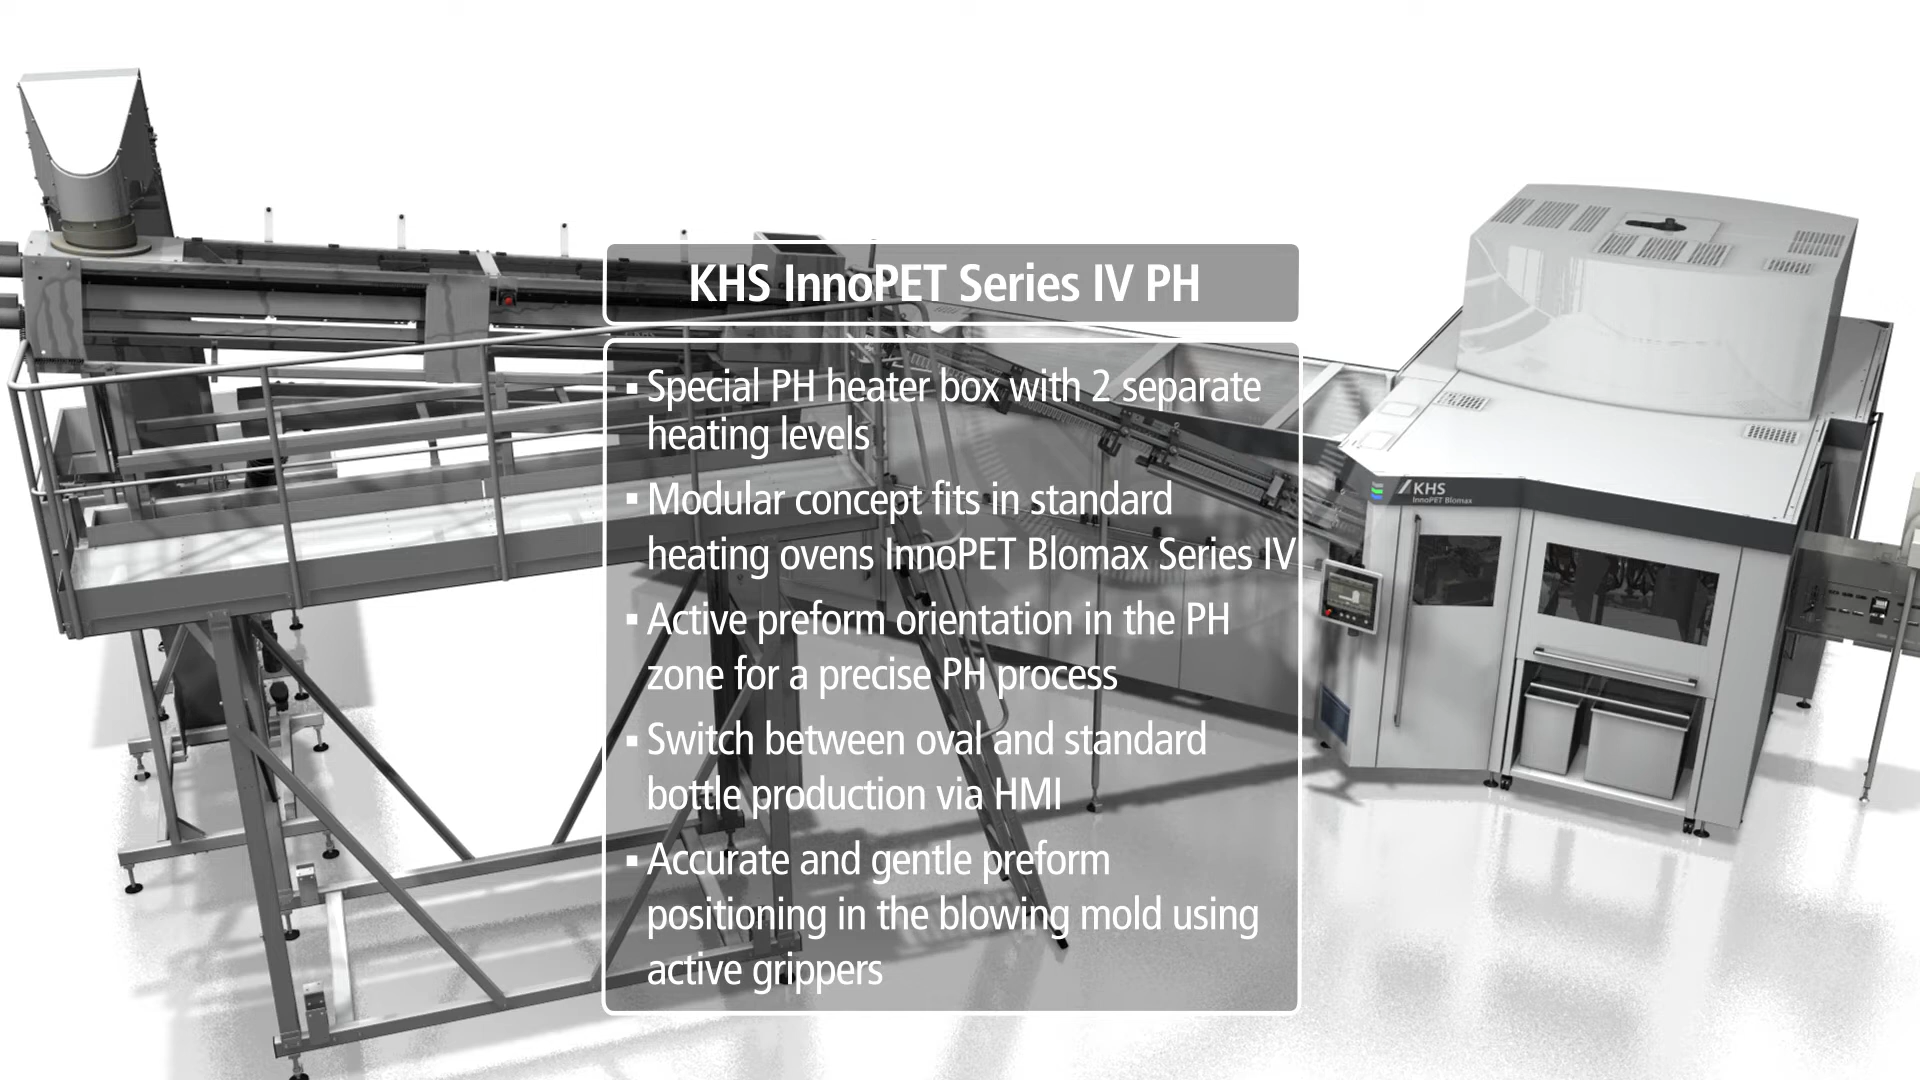 KHS InnoPET Series IV PH
▪ Special PH heater box with 2 separate
heating levels
▪ Modular concept fits in standard
heating ovens InnoPET Blomax Series IV
▪ Active preform orientation in the PH
zone for a precise PH process
▪ Switch between oval and standard
bottle production via HMI
▪ Accurate and gentle preform
positioning in the blowing mold using
active grippers
KHS
InnoPET Blomax